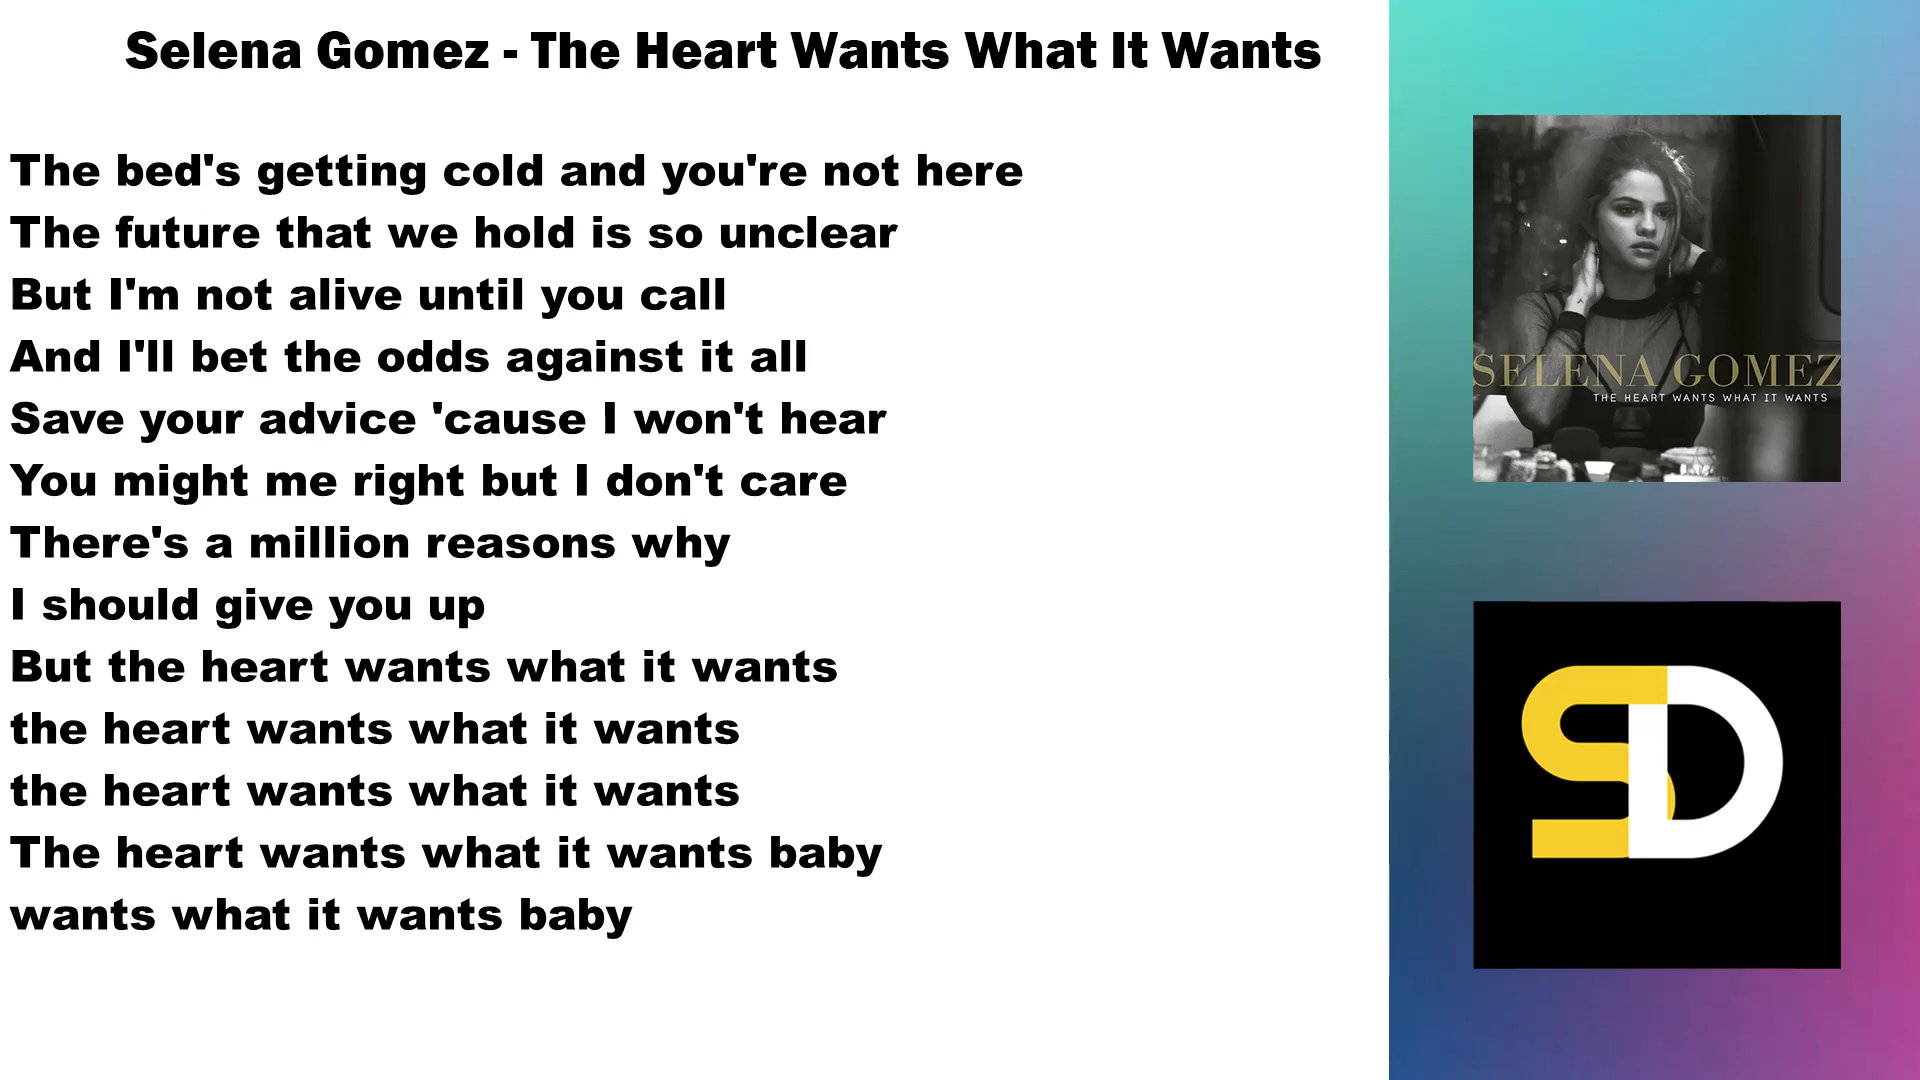 Selena Gomez - The Heart Wants What It Wants
The bed's getting cold and you're not here
The future that we hold is so unclear
But I'm not alive until you call
And I'll bet the odds against it all
Save your advice 'cause I won't hear
You might me right but I don't care
There's a million reasons why
I should give you up
But the heart wants what it wants
the heart wants what it wants
the heart wants what it wants
The heart wants what it wants baby
wants what it wants baby
SELENA GOMEZ
THE HEART WANTS WHAT IT WANTS
SD